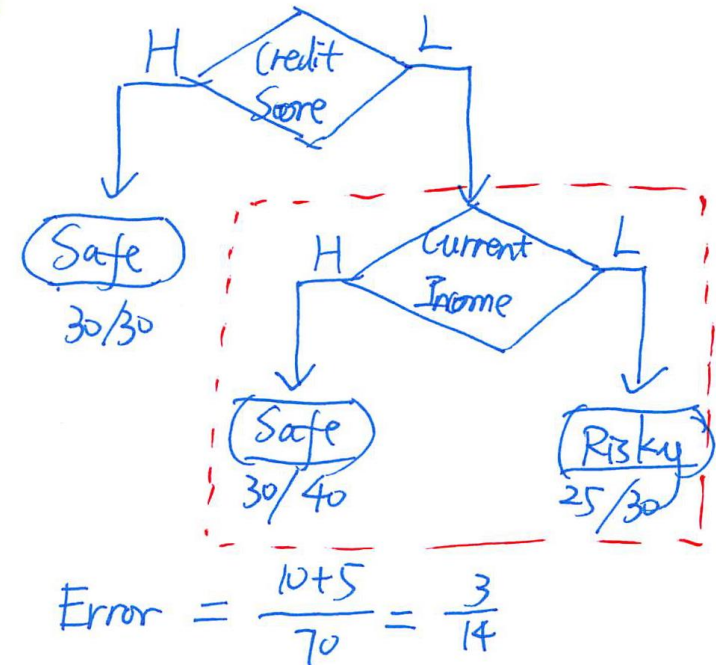 H
Credit
Score
L
Safe
30/30
H
Current
Income
L
Safe
30/40
Risky
25/30
Error = 10+5/70 = 3/14